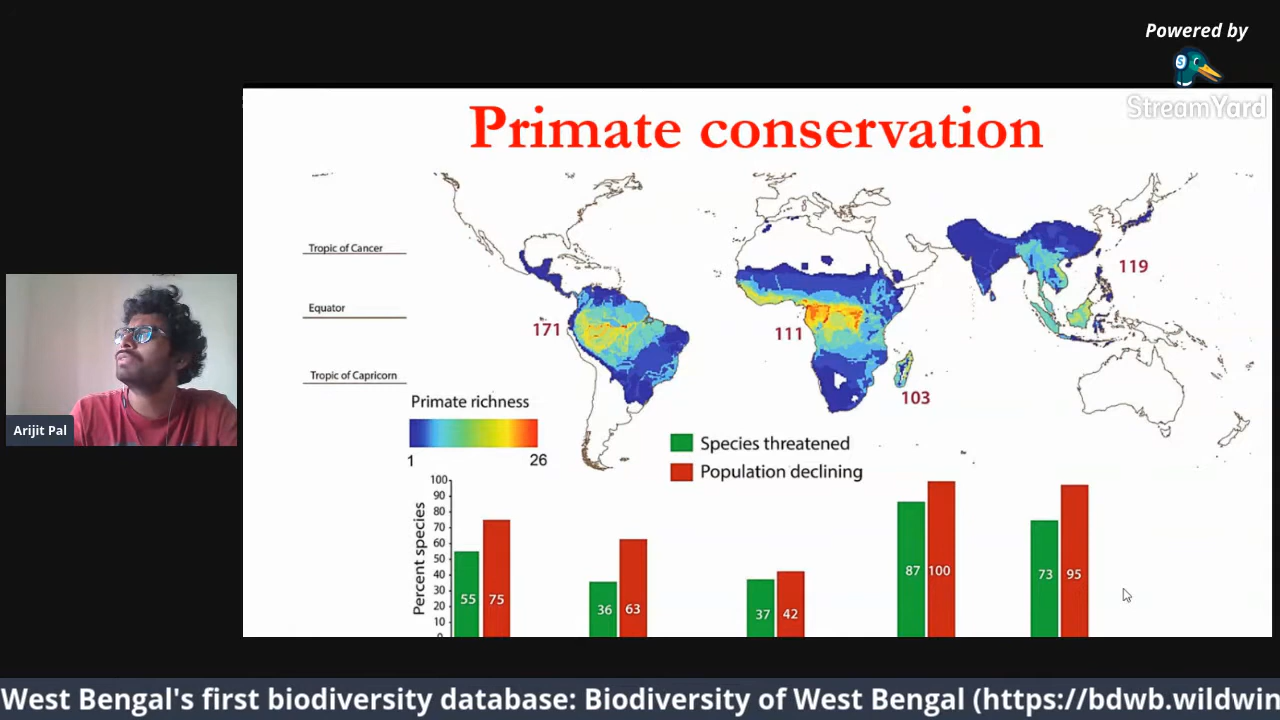 Powered by
StreamYard
Primate conservation
Tropic of Cancer
119
Equator
171
111
Tropic of Capricorn
103
Primate richness
1 26
Species threatened
Population declining
Percent species
100
90
80
70
60
50
40
30
20
10
0
55 75
36 63
37 42
87 100
73 95
Arijit Pal
West Bengal's first biodiversity database: Biodiversity of West Bengal (https://bdwb.wildwin